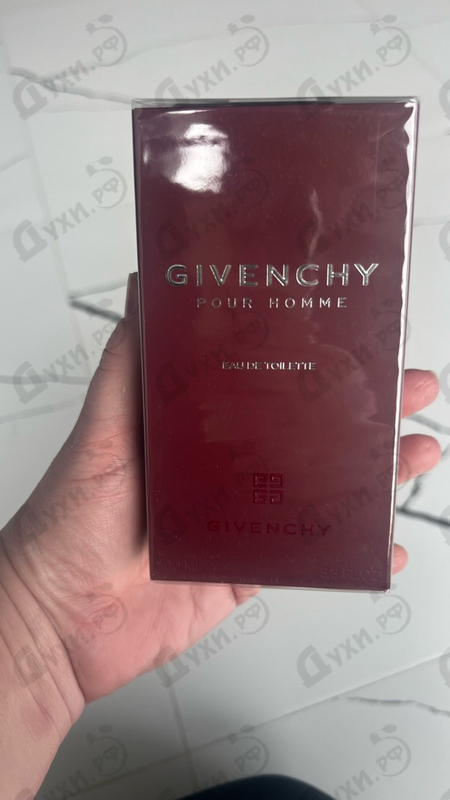 GIVENCHY
POUR HOMME
EAU DE TOILETTE
GIVENCHY
Духи.рф